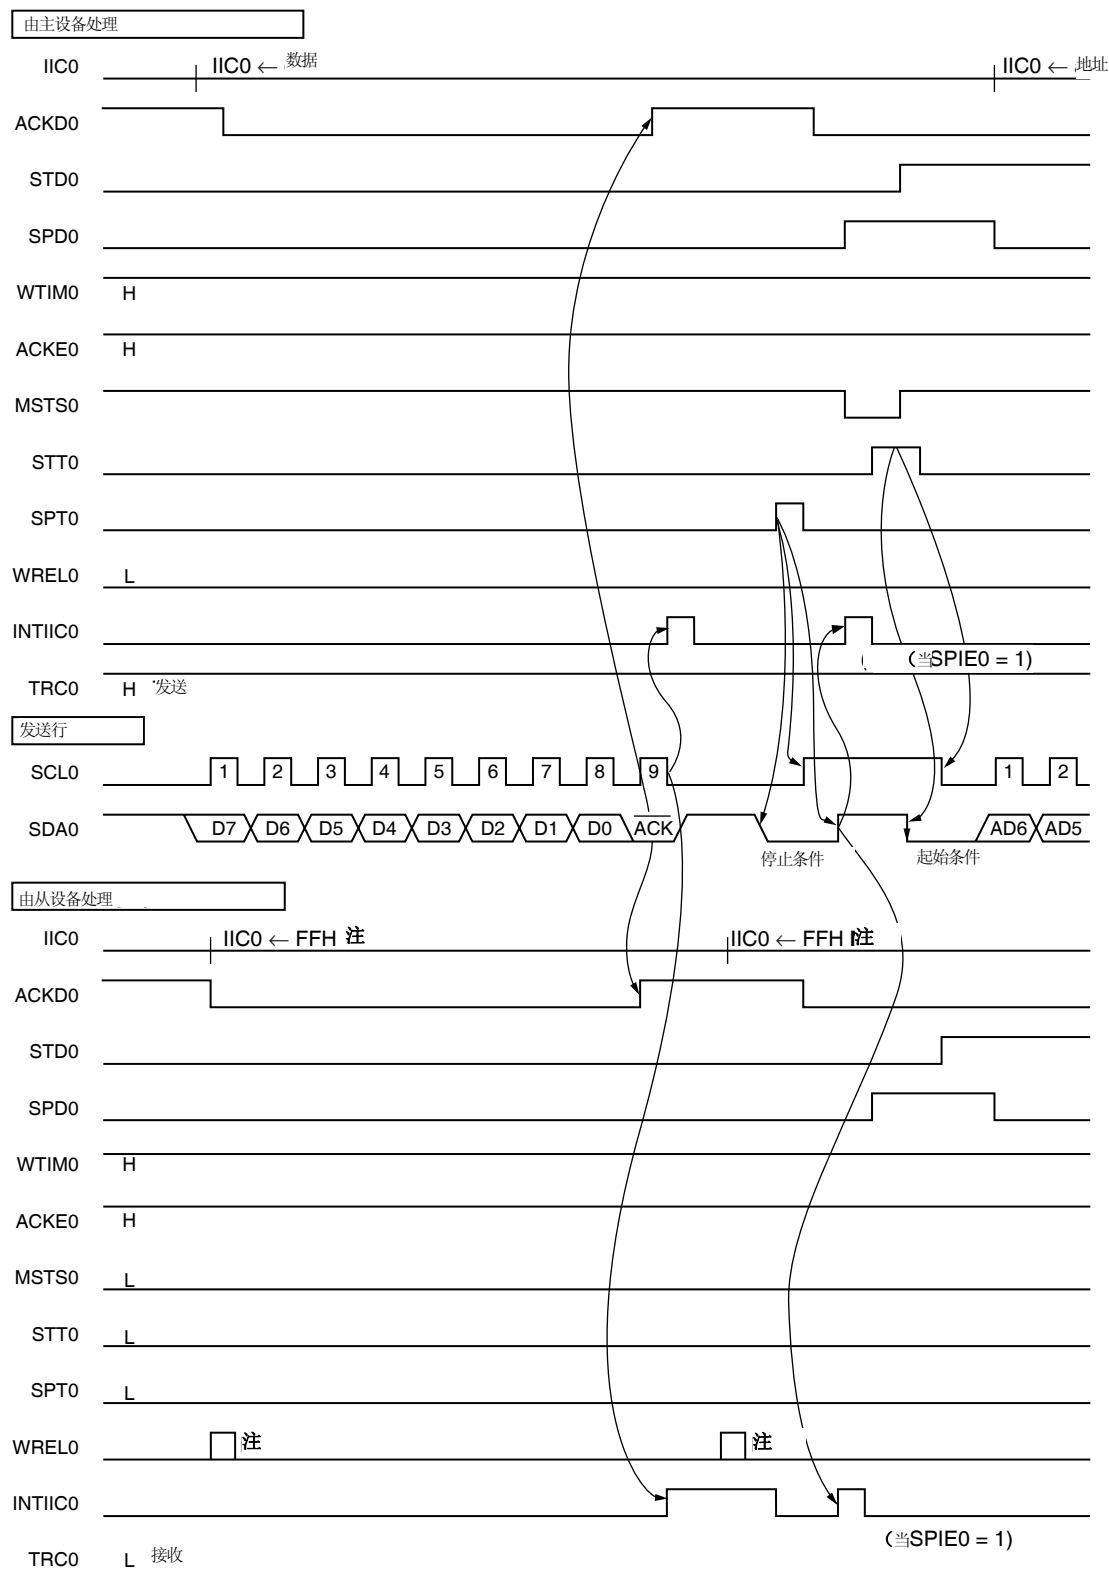 由主设备处理
IIC0 IIC0 ← 数据 IIC0 ← 地址
ACKD0
STD0
SPD0
WTIM0 H
ACKE0 H
MSTS0
STT0
SPT0
WREL0 L
INTIIC0
(当SPIE0 = 1)
TRC0 H 发送
发送行
SCL0 1 2 3 4 5 6 7 8 9 1 2
SDA0 D7 D6 D5 D4 D3 D2 D1 D0 ACK AD6 AD5
停止条件 起始条件
由从设备处理
IIC0 IIC0 ← FFH 注 IIC0 ← FFH 注
ACKD0
STD0
SPD0
WTIM0 H
ACKE0 H
MSTS0 L
STT0 L
SPT0 L
WREL0 注 注
INTIIC0
(当SPIE0 = 1)
TRC0 L 接收